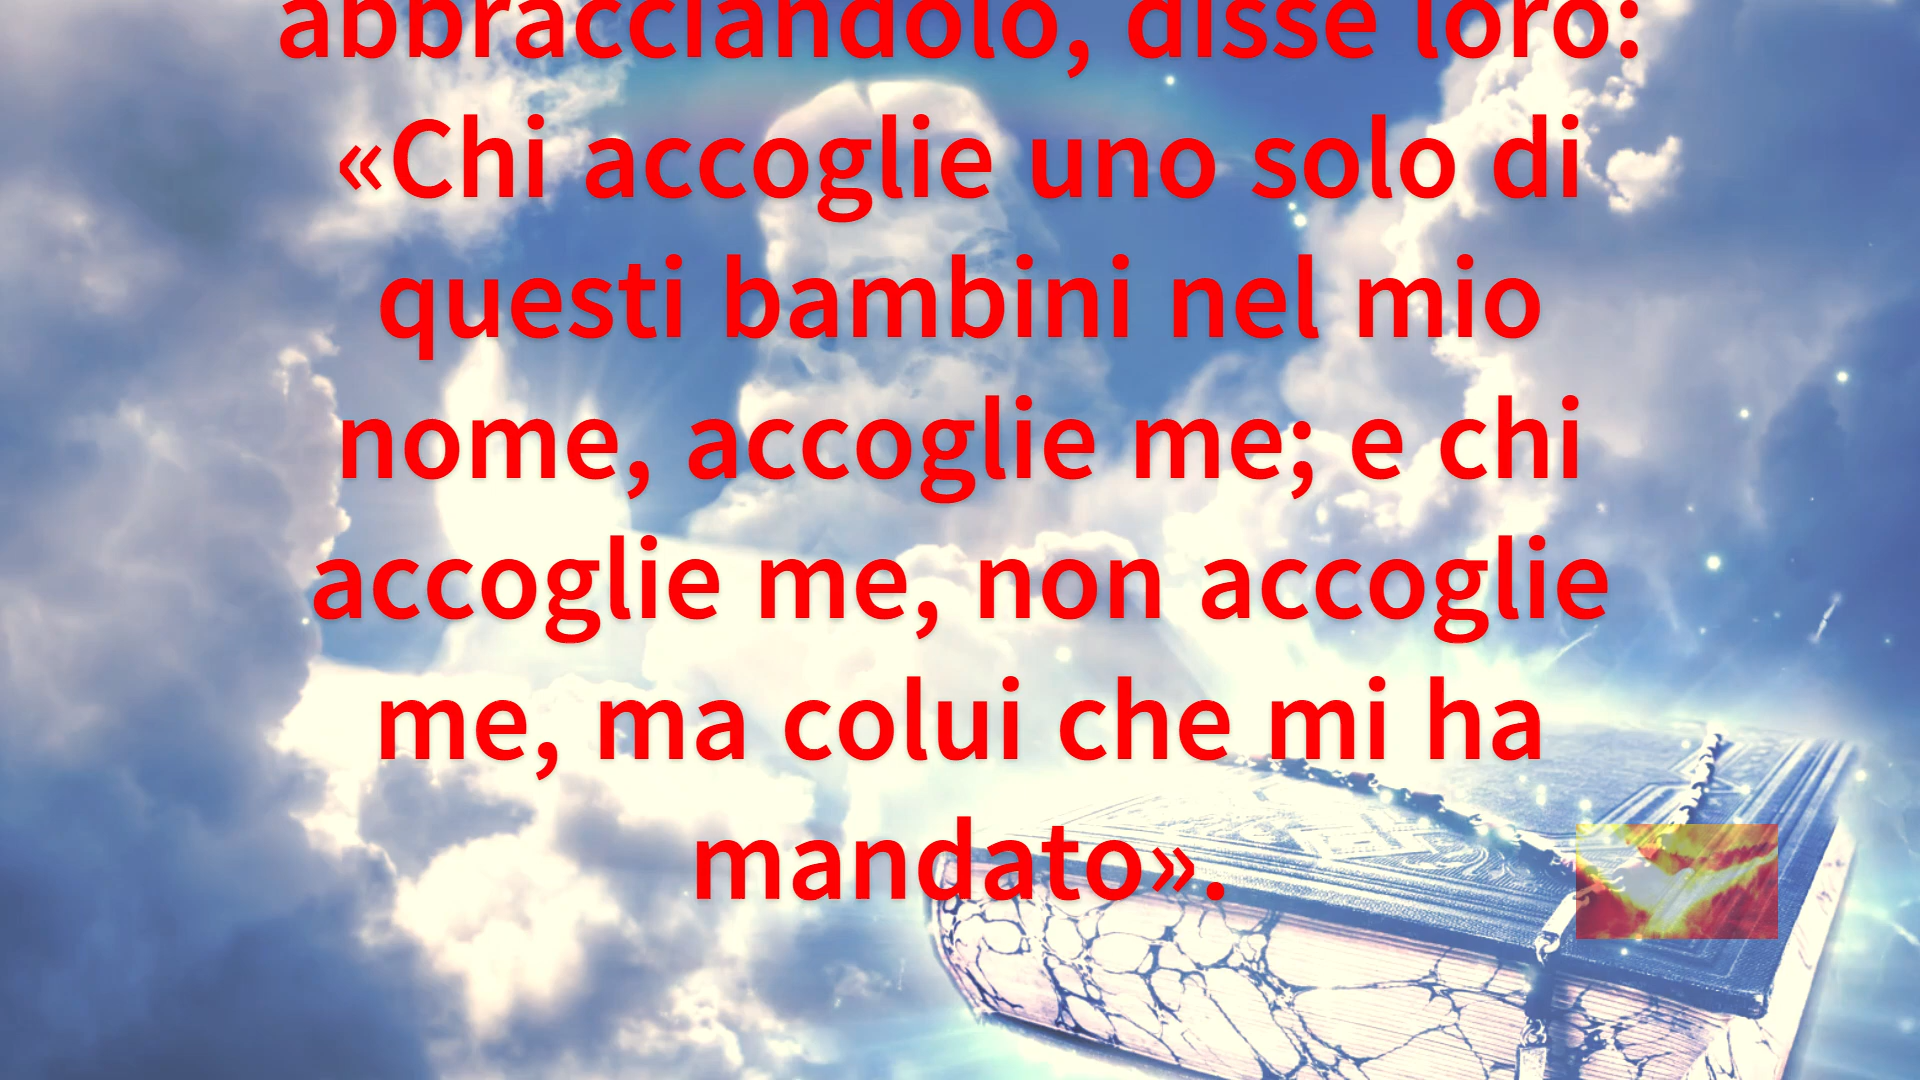 abbracciandolo, disse loro:
«Chi accoglie uno solo di
questi bambini nel mio
nome, accoglie me; e chi
accoglie me, non accoglie
me, ma colui che mi ha
mandato».